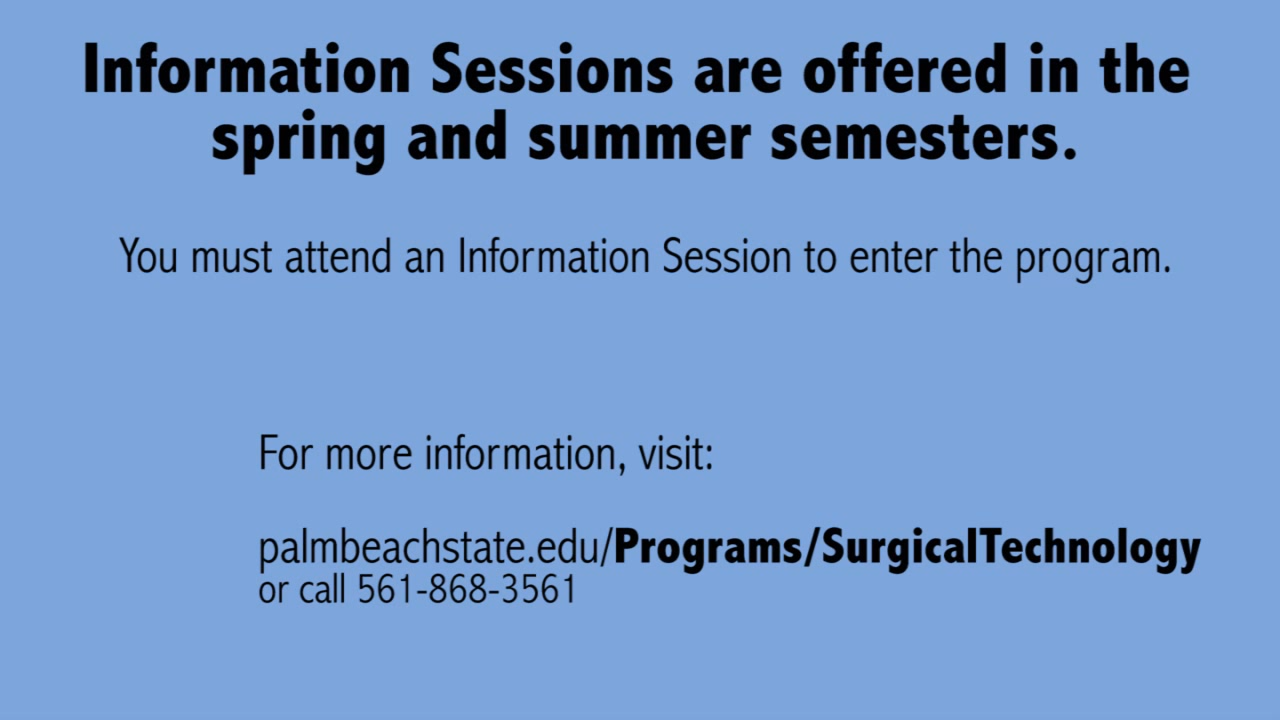 Information Sessions are offered in the
spring and summer semesters.
You must attend an Information Session to enter the program.
For more information, visit:
palmbeachstate.edu/Programs/SurgicalTechnology
or call 561-868-3561